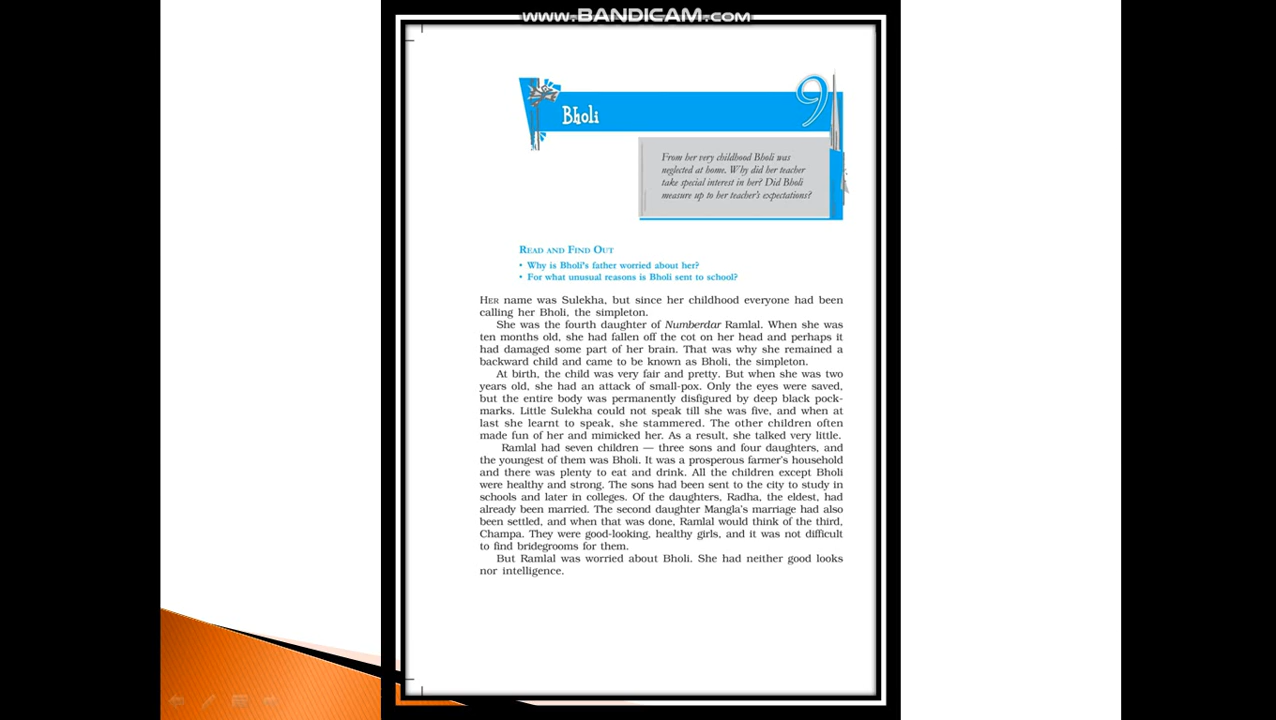 www.BANDICAM.com
9
Bholi
From her very childhood Bholi was
neglected at home. Why did her teacher
take special interest in her? Did Bholi
measure up to her teacher's expectations?
READ AND FIND OUT
• Why is Bholi's father worried about her?
• For what unusual reasons is Bholi sent to school?
HER name was Sulekha, but since her childhood everyone had been
calling her Bholi, the simpleton.
She was the fourth daughter of Numberdar Ramlal. When she was
ten months old, she had fallen off the cot on her head and perhaps it
had damaged some part of her brain. That was why she remained a
backward child and came to be known as Bholi, the simpleton.
At birth, the child was very fair and pretty. But when she was two
years old, she had an attack of small-pox. Only the eyes were saved,
but the entire body was permanently disfigured by deep black pock-
marks. Little Sulekha could not speak till she was five, and when at
last she learnt to speak, she stammered. The other children often
made fun of her and mimicked her. As a result, she talked very little.
Ramlal had seven children — three sons and four daughters, and
the youngest of them was Bholi. It was a prosperous farmer's household
and there was plenty to eat and drink. All the children except Bholi
were healthy and strong. The sons had been sent to the city to study in
schools and later in colleges. Of the daughters, Radha, the eldest, had
already been married. The second daughter Mangla's marriage had also
been settled, and when that was done, Ramlal would think of the third,
Champa. They were good-looking, healthy girls, and it was not difficult
to find bridegrooms for them.
But Ramlal was worried about Bholi. She had neither good looks
nor intelligence.